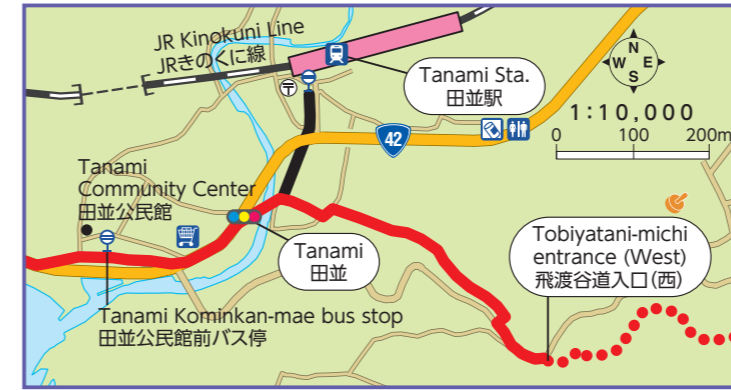 JR Kinokuni Line
JRきのくに線
Tanami Sta.
田並駅
N
W E
S
1:10,000
0 100 200m
42
〒
Tanami
Community Center
田並公民館
Tanami
田並
Tobiyatani-michi
entrance (West)
飛渡谷道入口(西)
Tanami Kominkan-mae bus stop
田並公民館前バス停